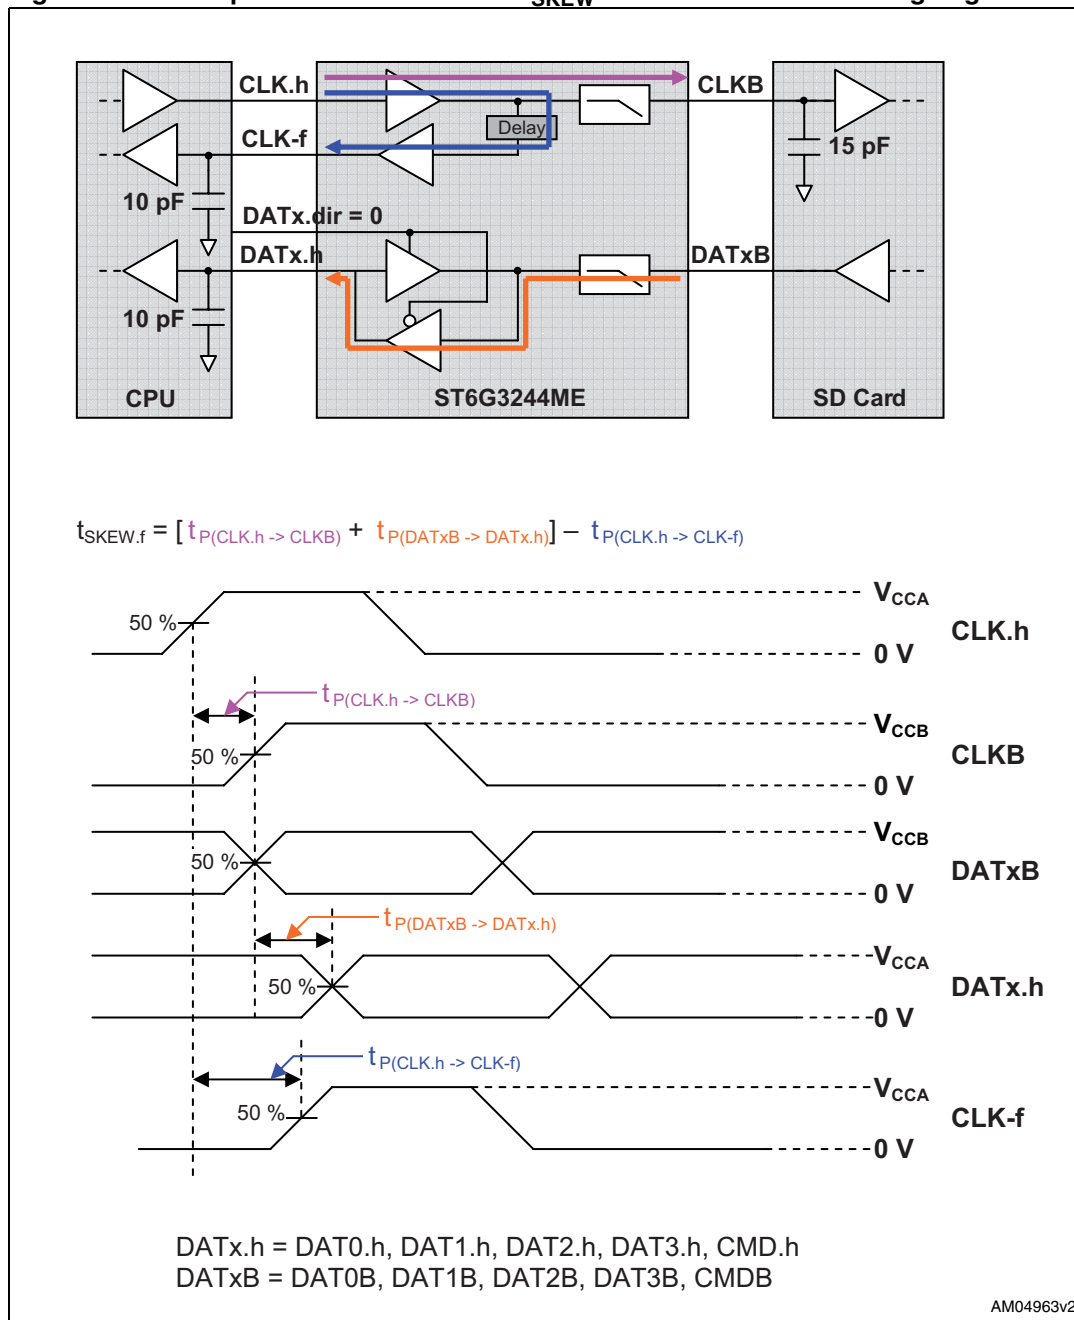 SKEW
CLK.h
CLKB
Delay
CLK-f
15 pF
10 pF
DATx.dir = 0
DATx.h
DATxB
10 pF
CPU
ST6G3244ME
SD Card
tSKEW.f = [ tP(CLK.h -> CLKB) + tP(DATxB -> DATx.h)] – tP(CLK.h -> CLK-f)
VCCA
50 %
CLK.h
0 V
tP(CLK.h -> CLKB)
VCCB
50 %
CLKB
0 V
VCCB
50 %
DATxB
0 V
tP(DATxB -> DATx.h)
VCCA
50 %
DATx.h
0 V
tP(CLK.h -> CLK-f)
VCCA
50 %
CLK-f
0 V
DATx.h = DAT0.h, DAT1.h, DAT2.h, DAT3.h, CMD.h
DATxB = DAT0B, DAT1B, DAT2B, DAT3B, CMDB
AM04963v2